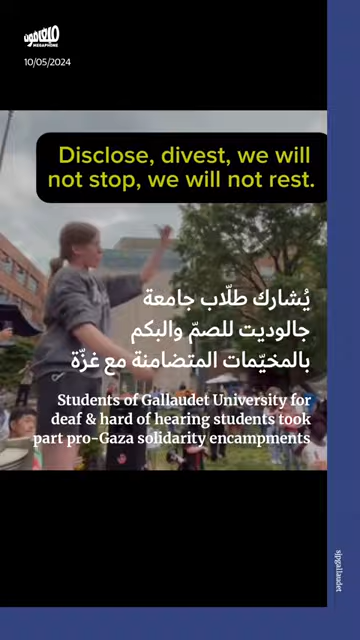 ميغافون
MEGAPHONE
10/05/2024
Disclose, divest, we will
not stop, we will not rest.
يُشارك طلّاب جامعة
جالوديت للصمّ والبكم
بالمخيّمات المتضامنة مع غزّة
Students of Gallaudet University for
deaf & hard of hearing students took
part pro-Gaza solidarity encampments
sjpgallaudet